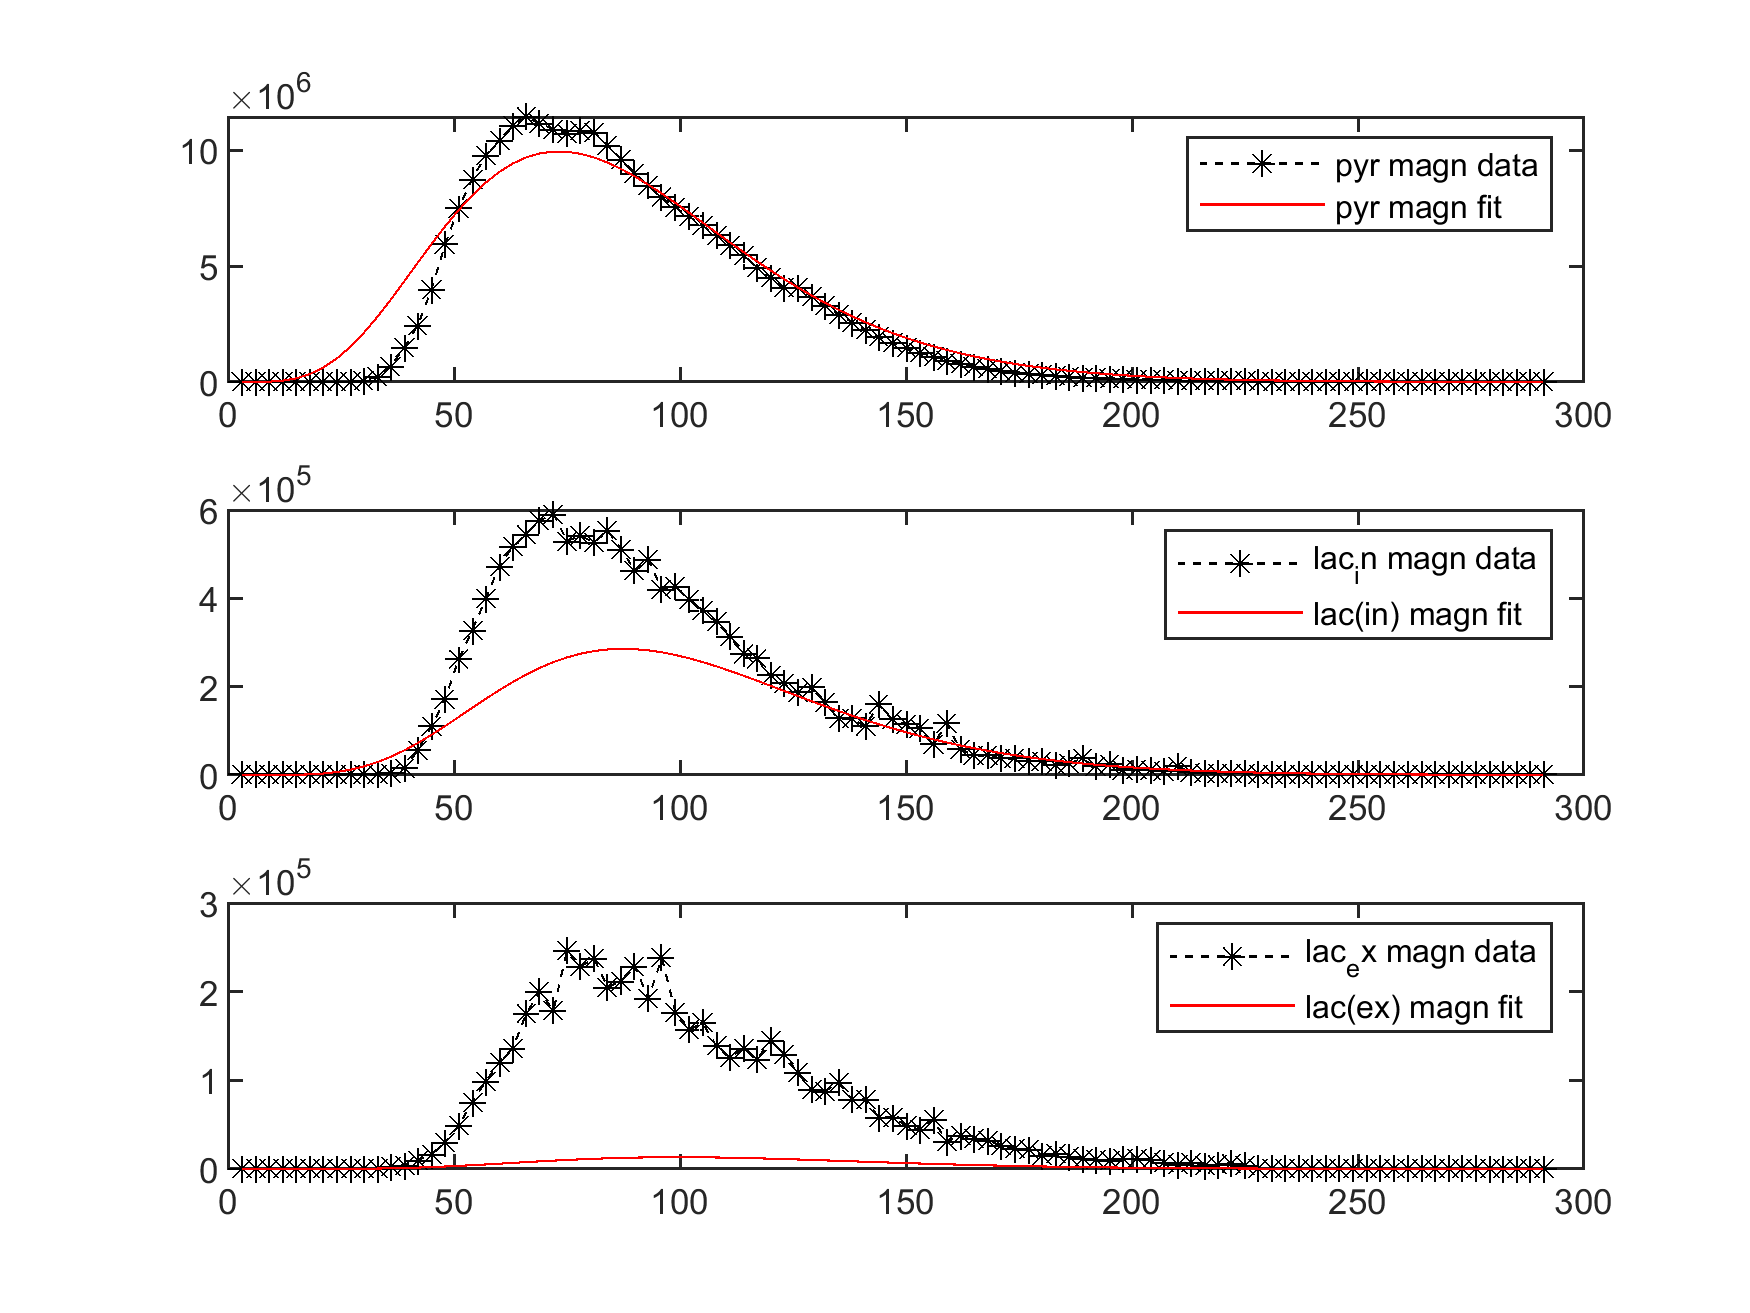 ×10^6
10
5
0
0 50 100 150 200 250 300
pyr magn data
pyr magn fit
×10^5
6
4
2
0
0 50 100 150 200 250 300
lac_in magn data
lac(in) magn fit
×10^5
3
2
1
0
0 50 100 150 200 250 300
lac_ex magn data
lac(ex) magn fit